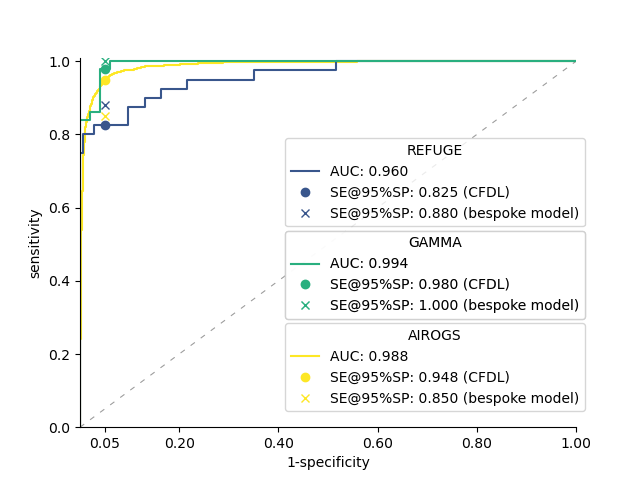 1.0
0.8
0.6
0.4
0.2
0.0
sensitivity
REFUGE
AUC: 0.960
SE@95%SP: 0.825 (CFDL)
SE@95%SP: 0.880 (bespoke model)
GAMMA
AUC: 0.994
SE@95%SP: 0.980 (CFDL)
SE@95%SP: 1.000 (bespoke model)
AIROGS
AUC: 0.988
SE@95%SP: 0.948 (CFDL)
SE@95%SP: 0.850 (bespoke model)
0.05 0.20 0.40 0.60 0.80 1.00
1-specificity